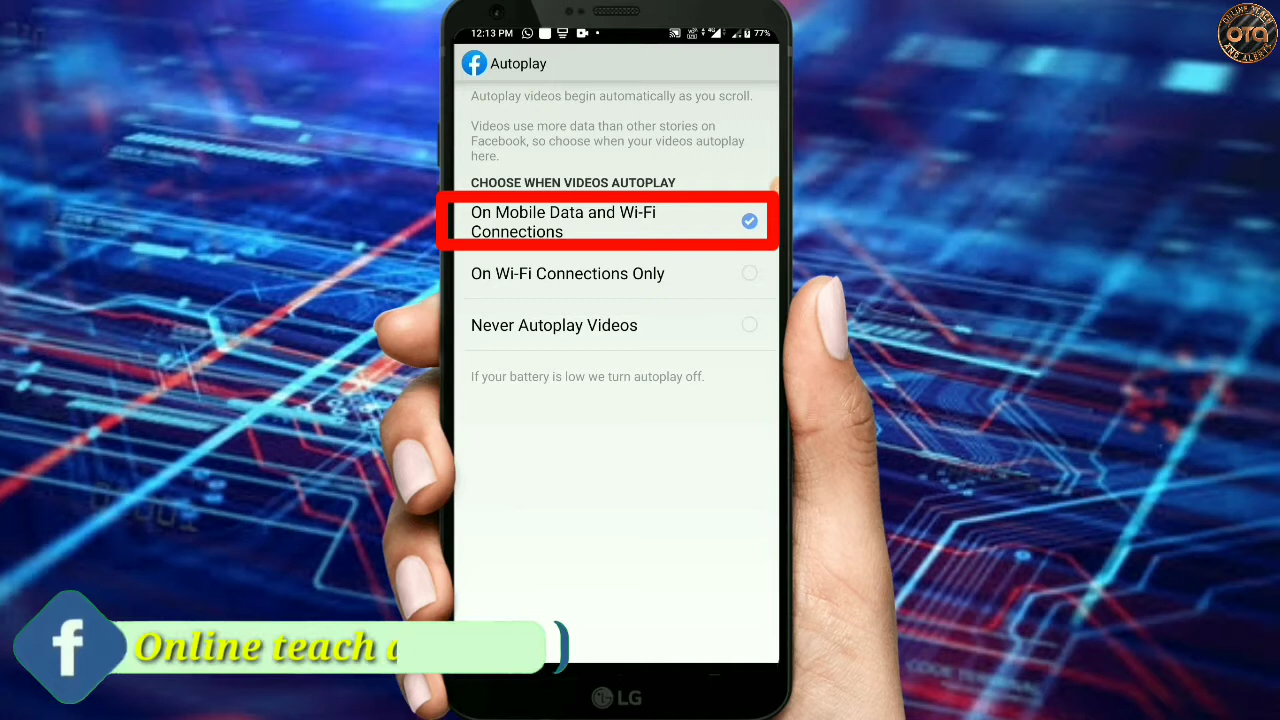 12:13 PM
77%
Autoplay
Autoplay videos begin automatically as you scroll.
Videos use more data than other stories on
Facebook, so choose when your videos autoplay
here.
CHOOSE WHEN VIDEOS AUTOPLAY
On Mobile Data and Wi-Fi
Connections
On Wi-Fi Connections Only
Never Autoplay Videos
If your battery is low we turn autoplay off.
Online teach
LG
OTA